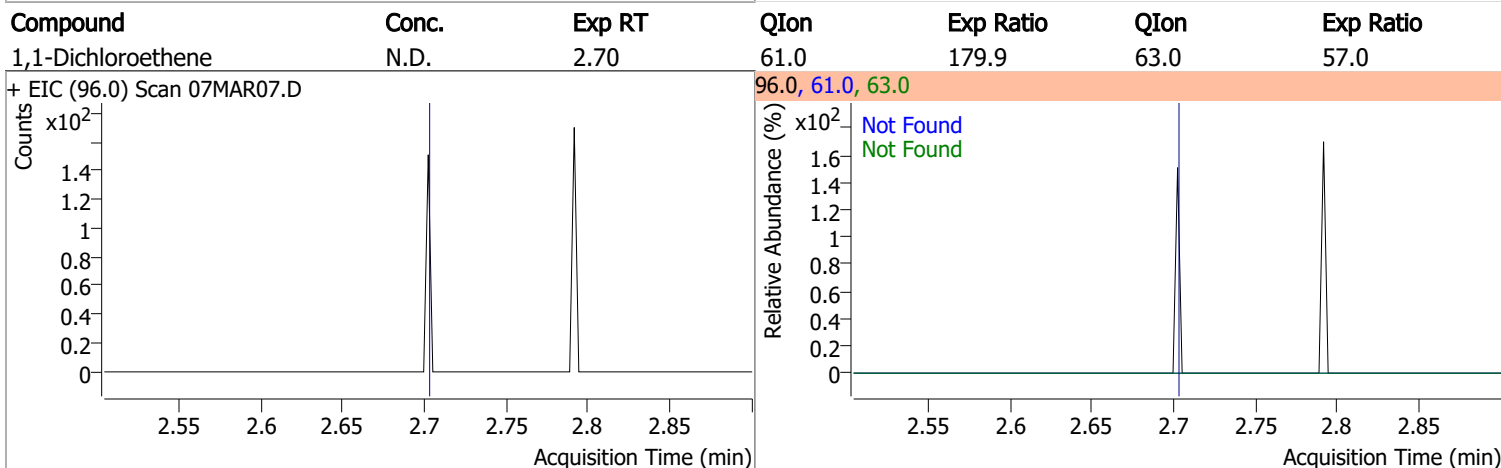 Compound Conc. Exp RT QIon Exp Ratio QIon Exp Ratio
1,1-Dichloroethene N.D. 2.70 61.0 179.9 63.0 57.0
+ EIC (96.0) Scan 07MAR07.D
Counts
x10²
1.4
1.2
1
0.8
0.6
0.4
0.2
0
2.55 2.6 2.65 2.7 2.75 2.8 2.85
Acquisition Time (min)
96.0, 61.0, 63.0
Relative Abundance (%)
x10²
Not Found
Not Found
1.6
1.4
1.2
1
0.8
0.6
0.4
0.2
0
2.55 2.6 2.65 2.7 2.75 2.8 2.85
Acquisition Time (min)